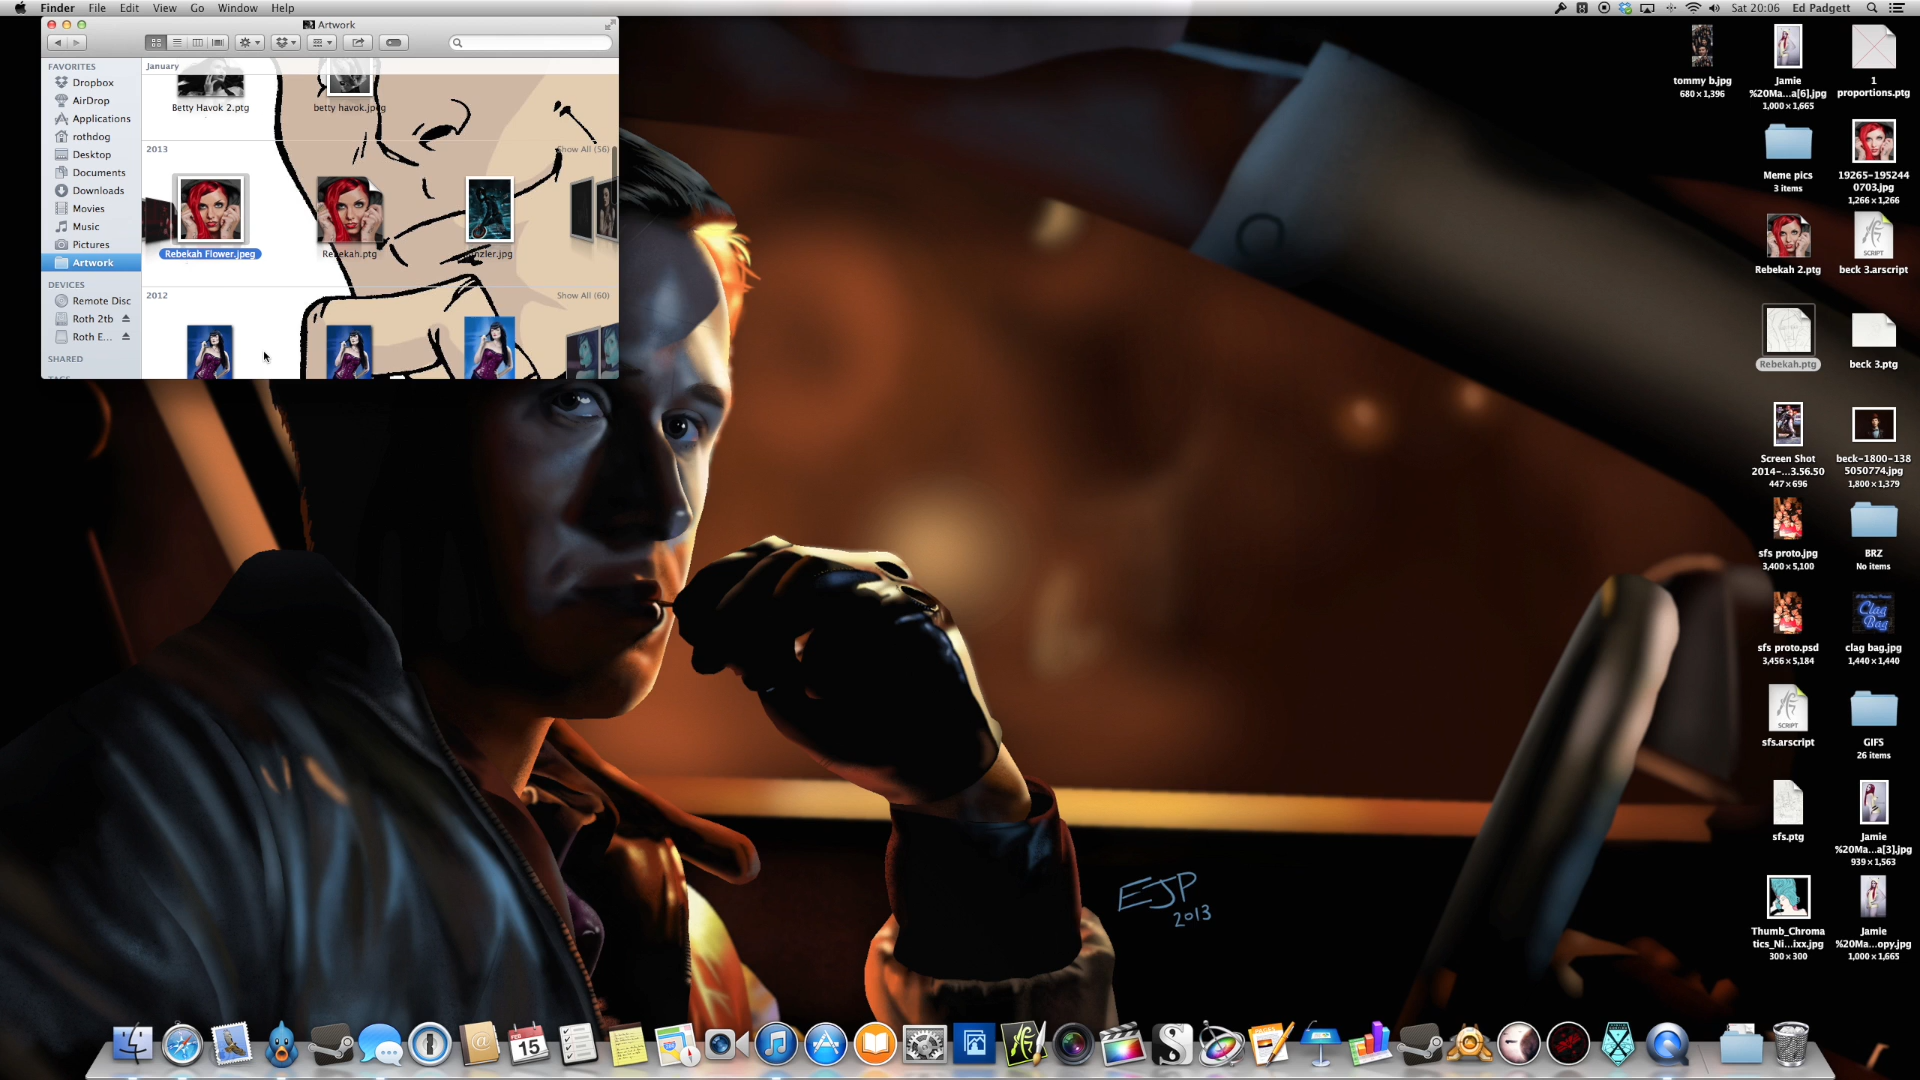 Finder File Edit View Go Window Help
Sat 20:06 Ed Padgett
Artwork
FAVORITES
Dropbox
AirDrop
Applications
rothdog
Desktop
Documents
Downloads
Movies
Music
Pictures
Artwork
DEVICES
Remote Disc
Roth 2tb
Roth E...
SHARED
January
Betty Havok 2.ptg
betty havok.jpeg
2013
Show All (56)
Rebekah Flower.jpeg
Rebekah.ptg
2012
Show All (60)
tommy b.jpg
680 × 1,396
Jamie
%20Ma...a[6].jpg
1,000 × 1,665
1
proportions.ptg
Meme pics
3 items
19265-195244
0703.jpg
1,266 × 1,266
Rebekah 2.ptg
SCRIPT
beck 3.arscript
Rebekah.ptg
beck 3.ptg
Screen Shot
2014-...3.56.50
447 × 696
beck-1800-138
5050774.jpg
1,800 × 1,379
sfs proto.jpg
3,400 × 5,100
BRZ
No items
sfs proto.psd
3,456 × 5,184
Clag
Bag
clag bag.jpg
1,440 × 1,440
SCRIPT
sfs.arscript
GIFS
26 items
sfs.ptg
Jamie
%20Ma...a[3].jpg
939 × 1,563
Thumb_Chroma
tics_Ni...ixx.jpg
300 × 300
Jamie
%20Ma...opy.jpg
1,000 × 1,665
EJP
2013
FEB
15